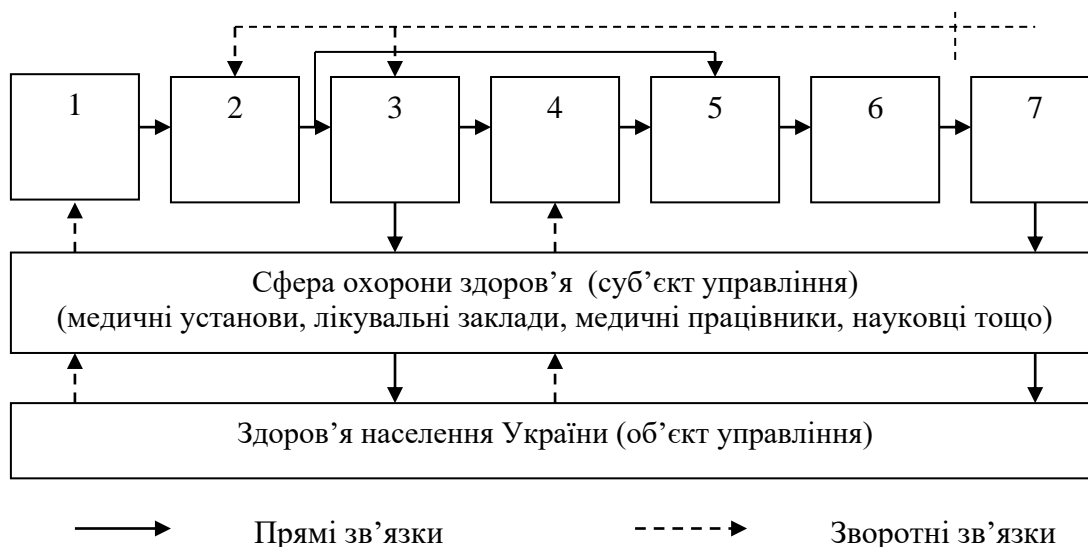 1 2 3 4 5 6 7
Сфера охорони здоров’я (суб’єкт управління)
(медичні установи, лікувальні заклади, медичні працівники, науковці тощо)
Здоров’я населення України (об’єкт управління)
Прямі зв’язки Зворотні зв’язки